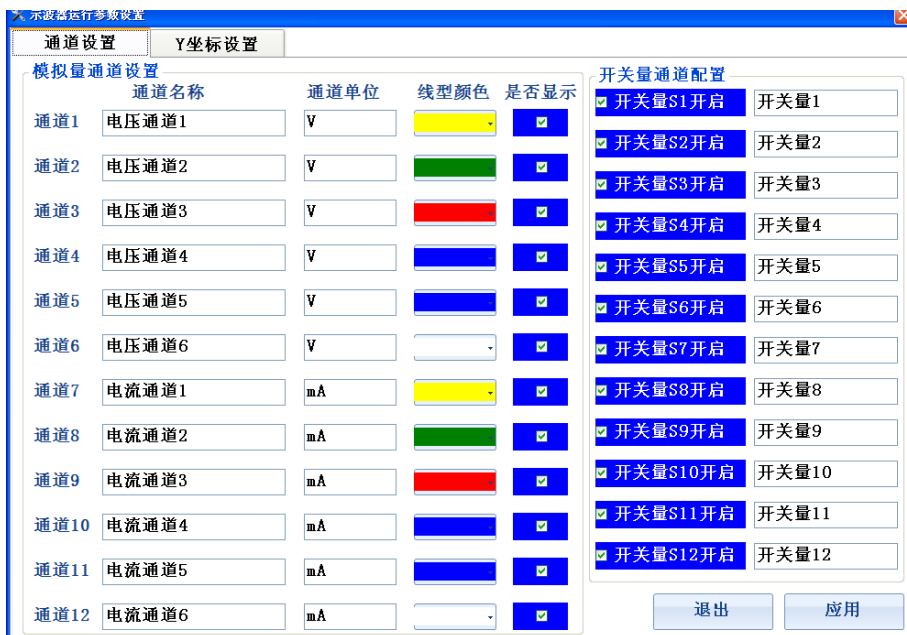 示波器运行参数设置
通道设置 Y坐标设置
模拟量通道设置
通道名称 通道单位 线型颜色 是否显示
通道1 电压通道1 V
通道2 电压通道2 V
通道3 电压通道3 V
通道4 电压通道4 V
通道5 电压通道5 V
通道6 电压通道6 V
通道7 电流通道1 mA
通道8 电流通道2 mA
通道9 电流通道3 mA
通道10 电流通道4 mA
通道11 电流通道5 mA
通道12 电流通道6 mA
开关量通道配置
开关量S1开启 开关量1
开关量S2开启 开关量2
开关量S3开启 开关量3
开关量S4开启 开关量4
开关量S5开启 开关量5
开关量S6开启 开关量6
开关量S7开启 开关量7
开关量S8开启 开关量8
开关量S9开启 开关量9
开关量S10开启 开关量10
开关量S11开启 开关量11
开关量S12开启 开关量12
退出 应用